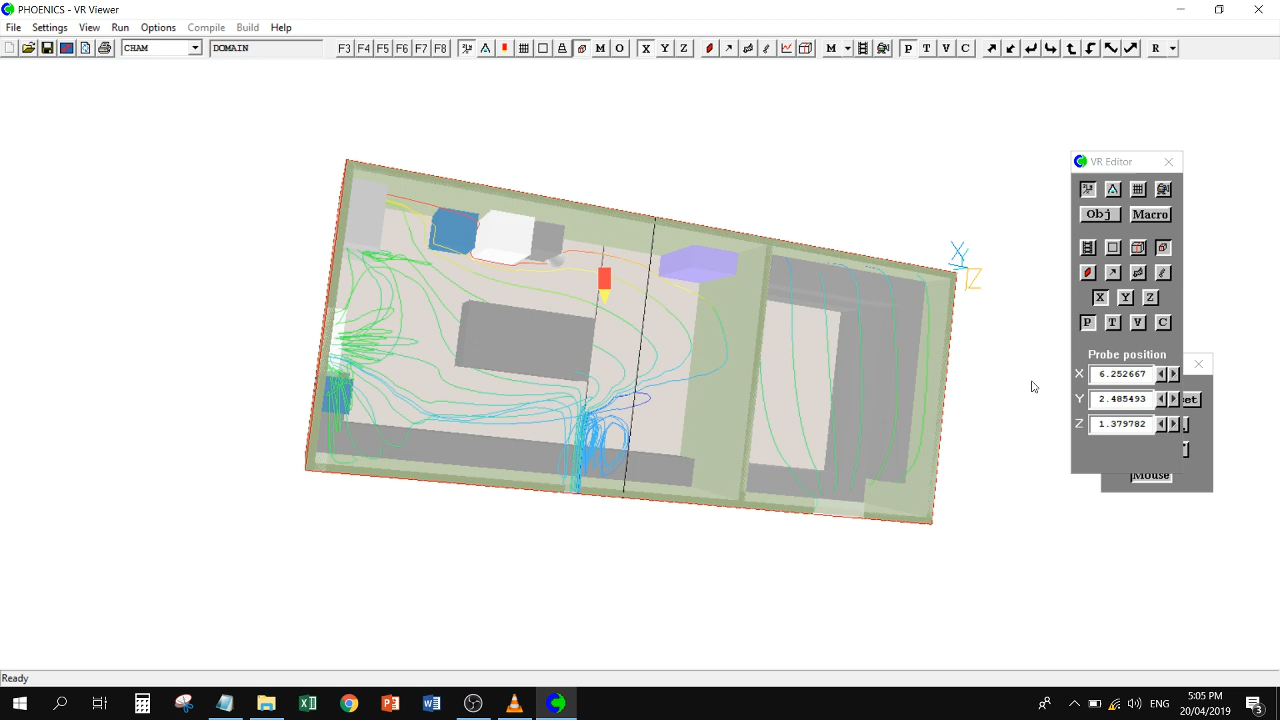 PHOENICS - VR Viewer
File Settings View Run Options Compile Build Help
CHAM DOMAIN F3 F4 F5 F6 F7 F8 M O X Y Z M P T V C R
VR Editor
Obj Macro
X Y Z
P T V C
Probe position
X 6.252667
Y 2.485493 et
Z 1.379782
Mouse
X
Z
Ready
ENG
5:05 PM
20/04/2019
3